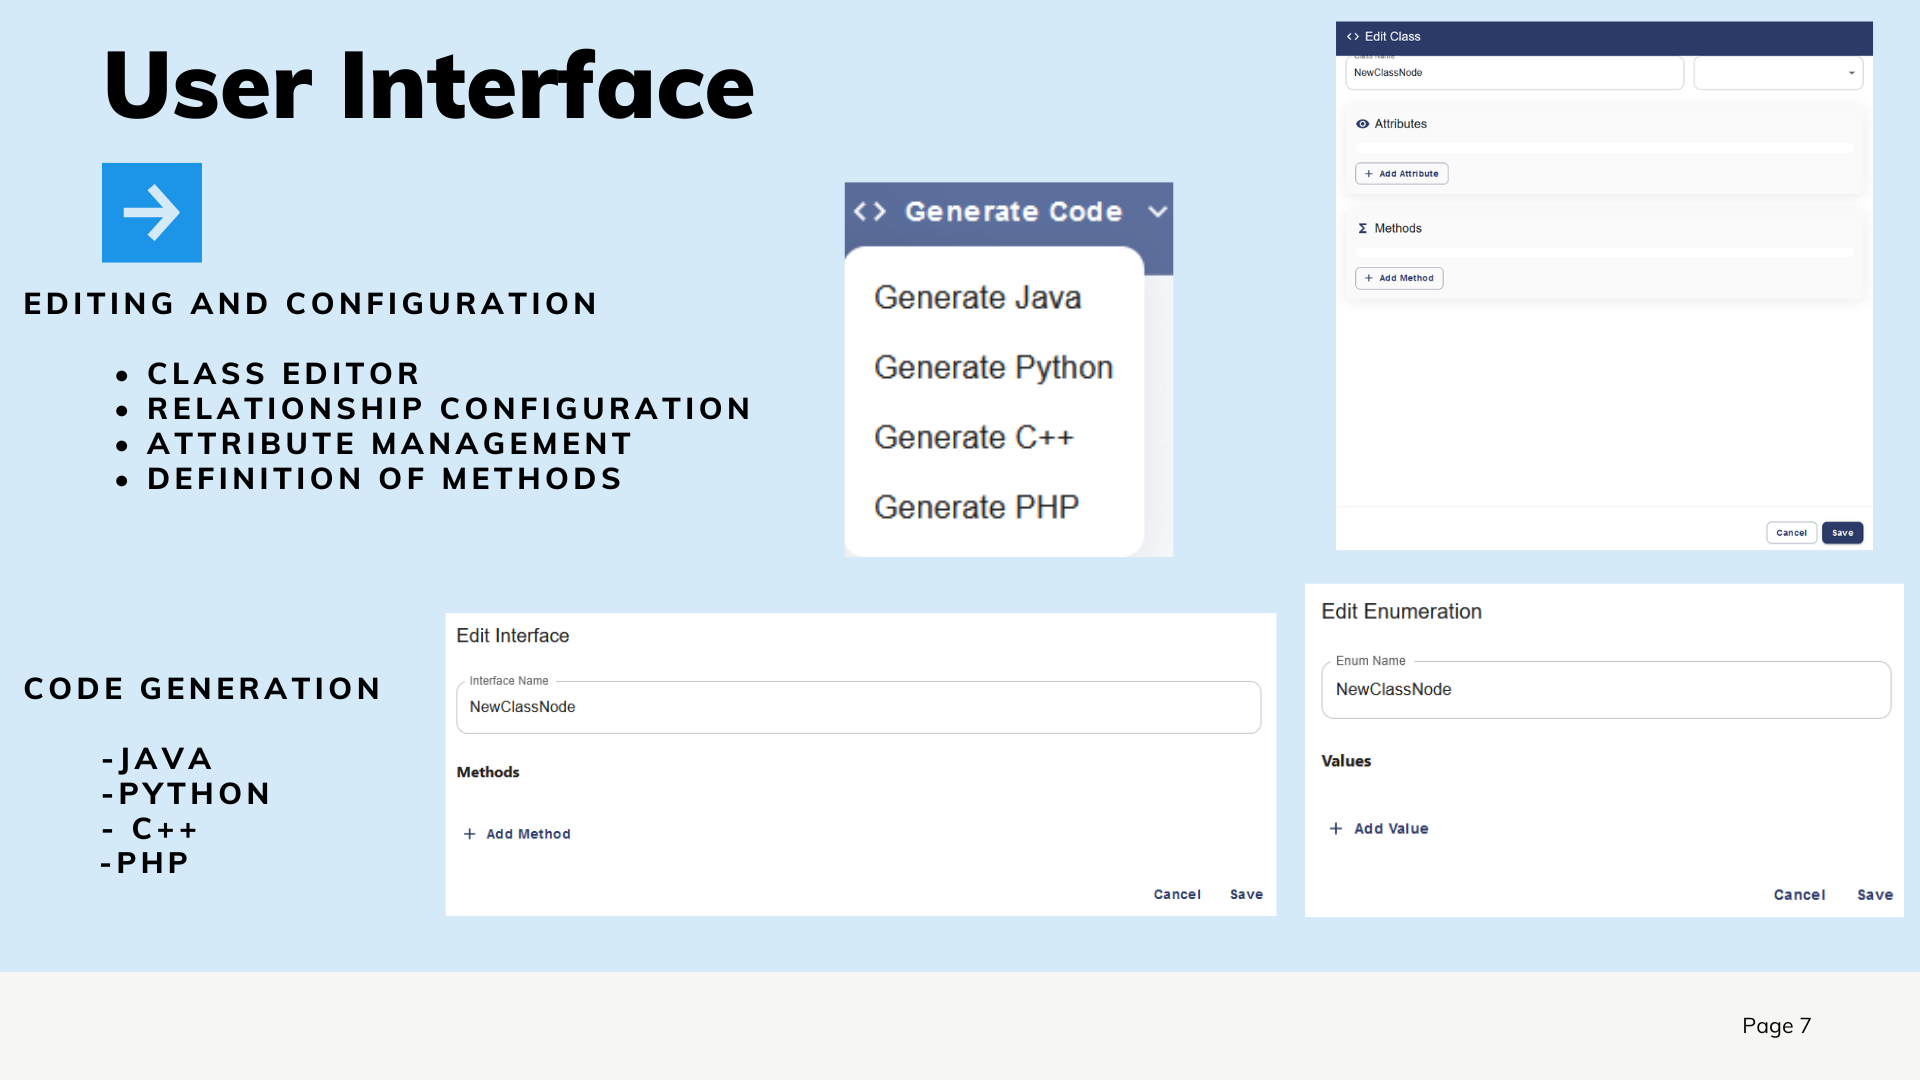 User Interface
EDITING AND CONFIGURATION
• CLASS EDITOR
• RELATIONSHIP CONFIGURATION
• ATTRIBUTE MANAGEMENT
• DEFINITION OF METHODS
CODE GENERATION
-JAVA
-PYTHON
- C++
-PHP
<> Generate Code
Generate Java
Generate Python
Generate C++
Generate PHP
<> Edit Class
Class Name
NewClassNode
Attributes
+ Add Attribute
Σ Methods
+ Add Method
Cancel Save
Edit Interface
Interface Name
NewClassNode
Methods
+ Add Method
Cancel Save
Edit Enumeration
Enum Name
NewClassNode
Values
+ Add Value
Cancel Save
Page 7